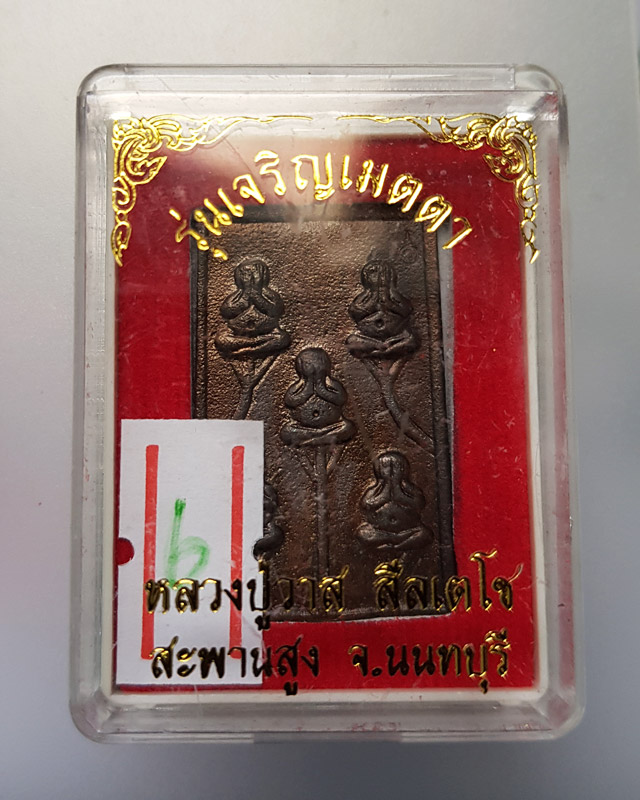 รุ่นเจริญเมตตา
๖
หลวงปู่วาส สีลเตโช
สะพานสูง จ.นนทบุรี